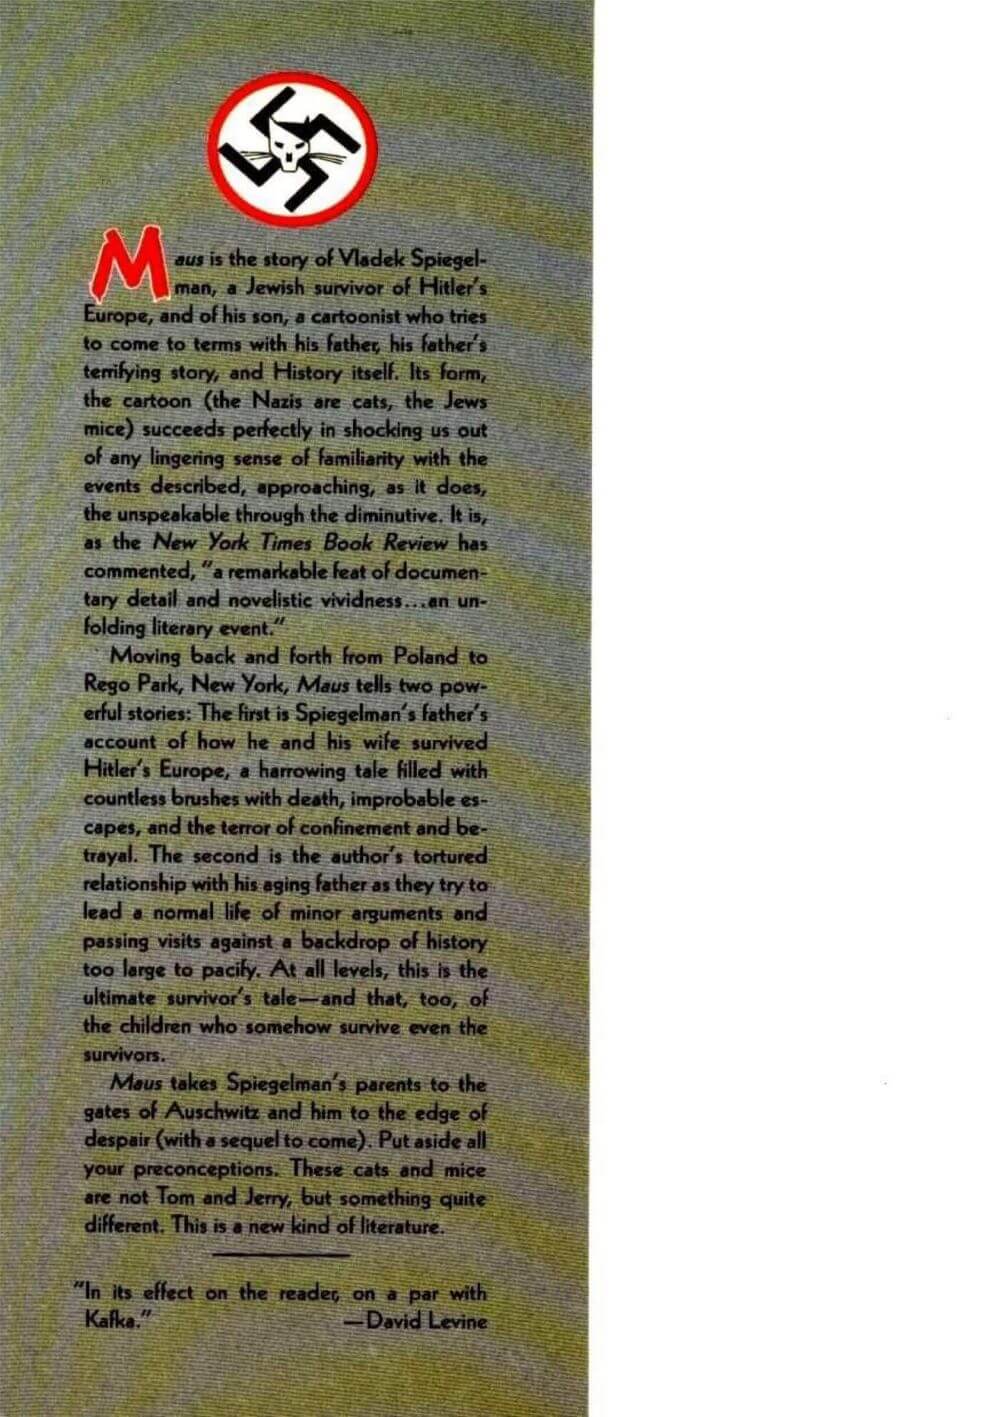 Maus is the story of Vladek Spiegel-
man, a Jewish survivor of Hitler's
Europe, and of his son, a cartoonist who tries
to come to terms with his father, his father's
terrifying story, and History itself. Its form,
the cartoon (the Nazis are cats, the Jews
mice) succeeds perfectly in shocking us out
of any lingering sense of familiarity with the
events described, approaching, as it does,
the unspeakable through the diminutive. It is,
as the New York Times Book Review has
commented, "a remarkable feat of documen-
tary detail and novelistic vividness...an un-
folding literary event."
Moving back and forth from Poland to
Rego Park, New York, Maus tells two pow-
erful stories: The first is Spiegelman's father's
account of how he and his wife survived
Hitler's Europe, a harrowing tale filled with
countless brushes with death, improbable es-
capes, and the terror of confinement and be-
trayal. The second is the author's tortured
relationship with his aging father as they try to
lead a normal life of minor arguments and
passing visits against a backdrop of history
too large to pacify. At all levels, this is the
ultimate survivor's tale—and that, too, of
the children who somehow survive even the
survivors.
Maus takes Spiegelman's parents to the
gates of Auschwitz and him to the edge of
despair (with a sequel to come). Put aside all
your preconceptions. These cats and mice
are not Tom and Jerry, but something quite
different. This is a new kind of literature.
"In its effect on the reader, on a par with
Kafka." —David Levine